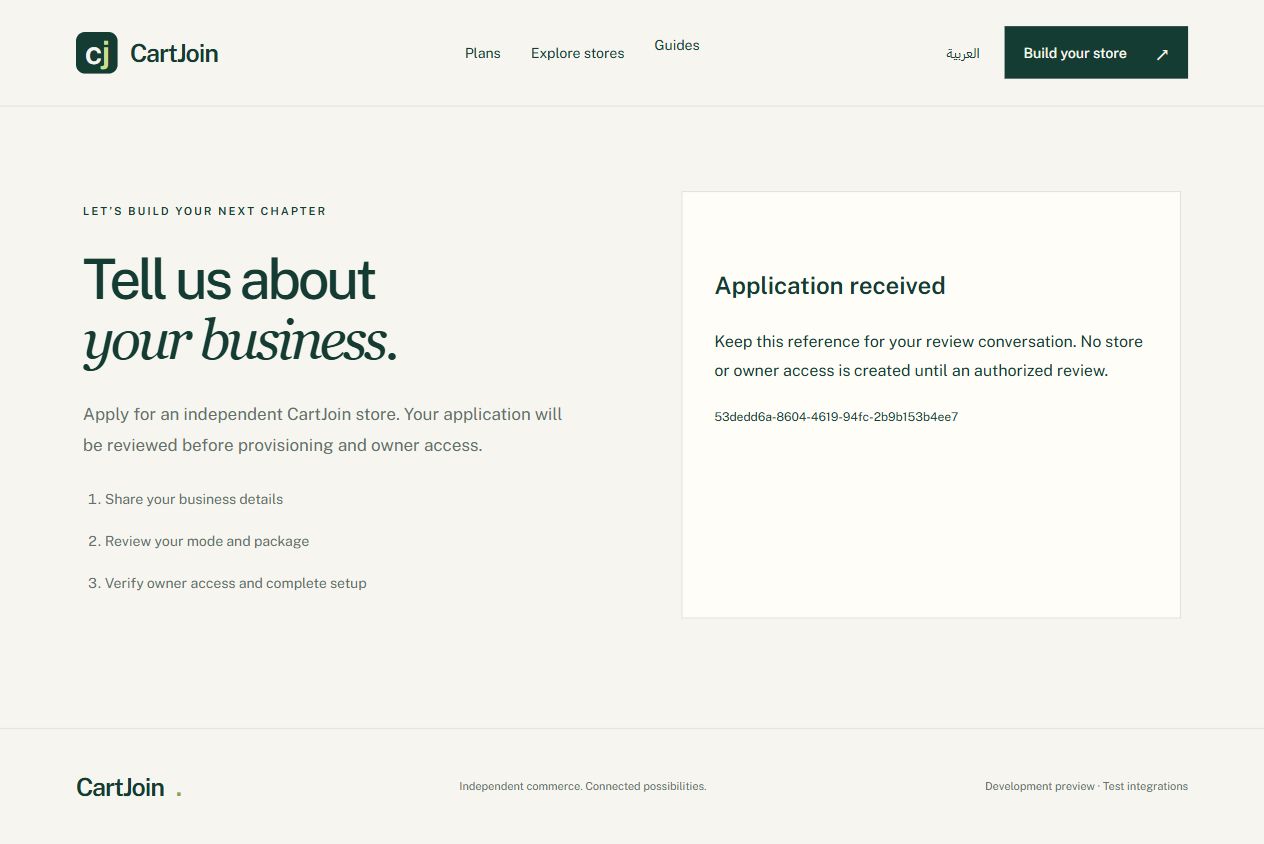 cj CartJoin
Plans
Explore stores
Guides
العربية
Build your store ↗
LET'S BUILD YOUR NEXT CHAPTER
Tell us about
your business.
Apply for an independent CartJoin store. Your application will
be reviewed before provisioning and owner access.
1. Share your business details
2. Review your mode and package
3. Verify owner access and complete setup
Application received
Keep this reference for your review conversation. No store
or owner access is created until an authorized review.
53dedd6a-8604-4619-94fc-2b9b153b4ee7
CartJoin .
Independent commerce. Connected possibilities.
Development preview · Test integrations